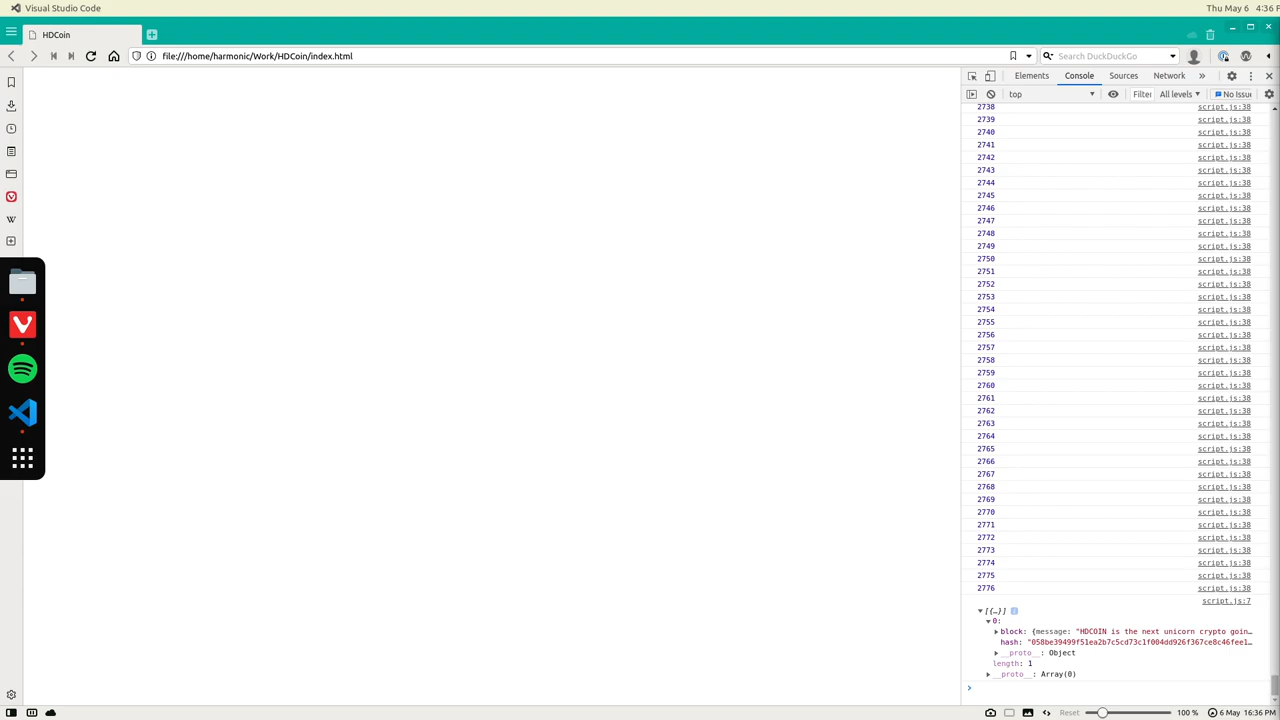 Visual Studio Code
Thu May 6 4:36 P
HDCoin
file:///home/harmonic/Work/HDCoin/index.html
Search DuckDuckGo
Elements Console Sources Network »
top Filter All levels No Issue
2738 script.js:38
2739 script.js:38
2740 script.js:38
2741 script.js:38
2742 script.js:38
2743 script.js:38
2744 script.js:38
2745 script.js:38
2746 script.js:38
2747 script.js:38
2748 script.js:38
2749 script.js:38
2750 script.js:38
2751 script.js:38
2752 script.js:38
2753 script.js:38
2754 script.js:38
2755 script.js:38
2756 script.js:38
2757 script.js:38
2758 script.js:38
2759 script.js:38
2760 script.js:38
2761 script.js:38
2762 script.js:38
2763 script.js:38
2764 script.js:38
2765 script.js:38
2766 script.js:38
2767 script.js:38
2768 script.js:38
2769 script.js:38
2770 script.js:38
2771 script.js:38
2772 script.js:38
2773 script.js:38
2774 script.js:38
2775 script.js:38
2776 script.js:38
script.js:7
[{…}] i
0:
block: {message: "HDCOIN is the next unicorn crypto goin…
hash: "058be39499f51ea2b7c5cd73c1f004dd926f367ce8c46fee1…
__proto__: Object
length: 1
__proto__: Array(0)
>
Reset 100 % 6 May 16:36 PM